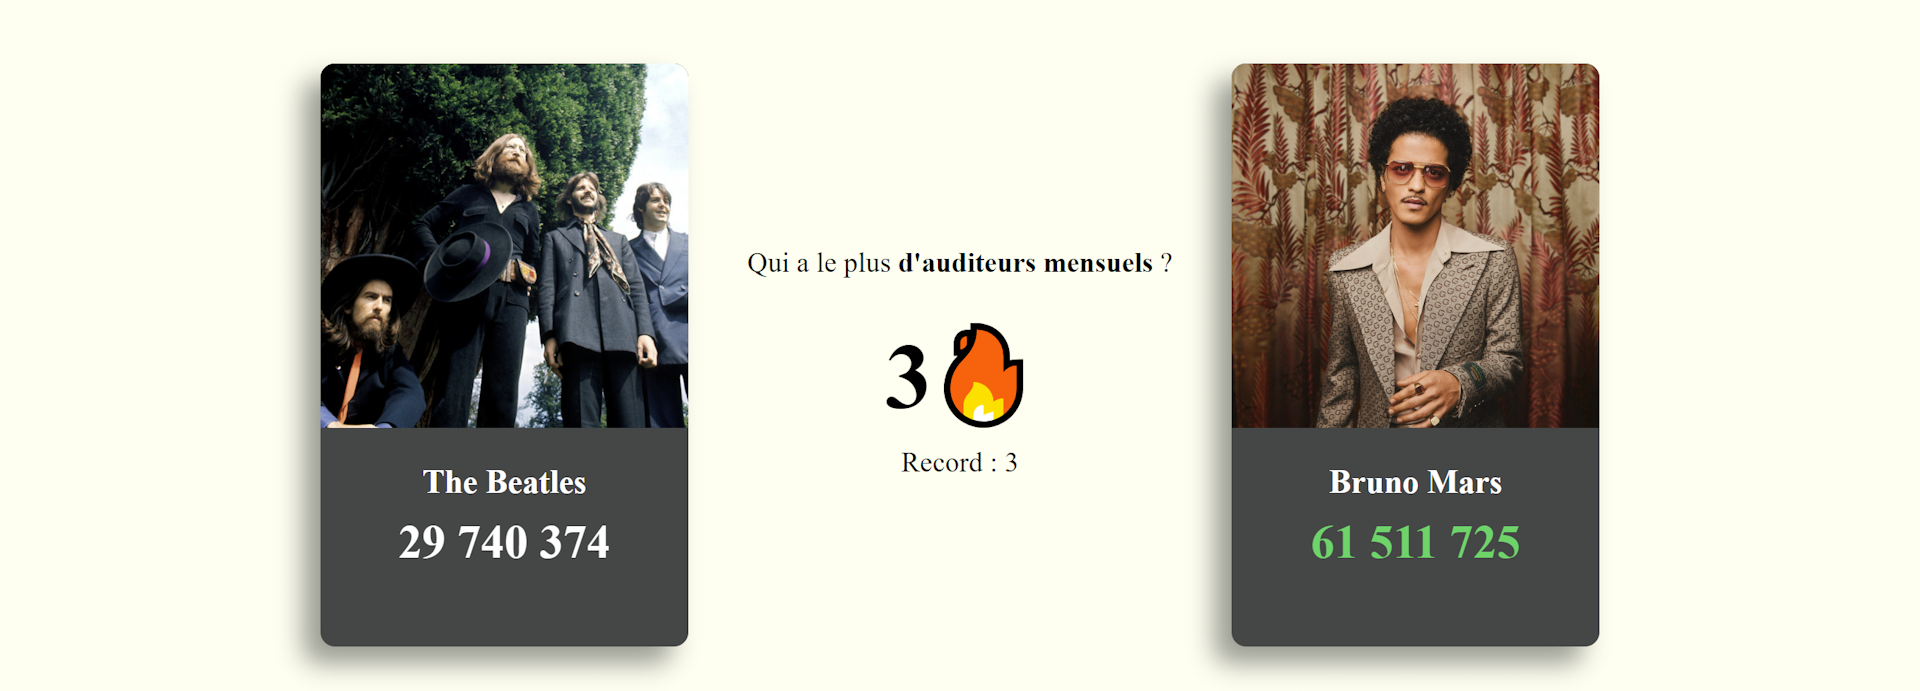 Qui a le plus d'auditeurs mensuels ?
3
Record : 3
The Beatles
29 740 374
Bruno Mars
61 511 725